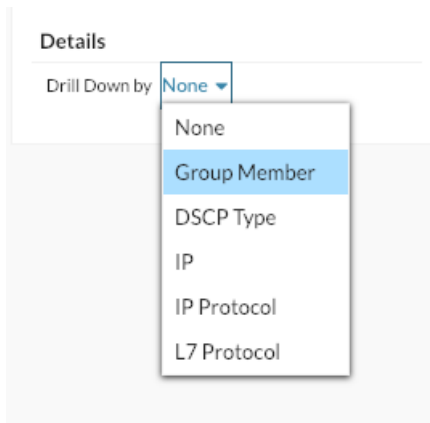 Details
Drill Down by None
None
Group Member
DSCP Type
IP
IP Protocol
L7 Protocol